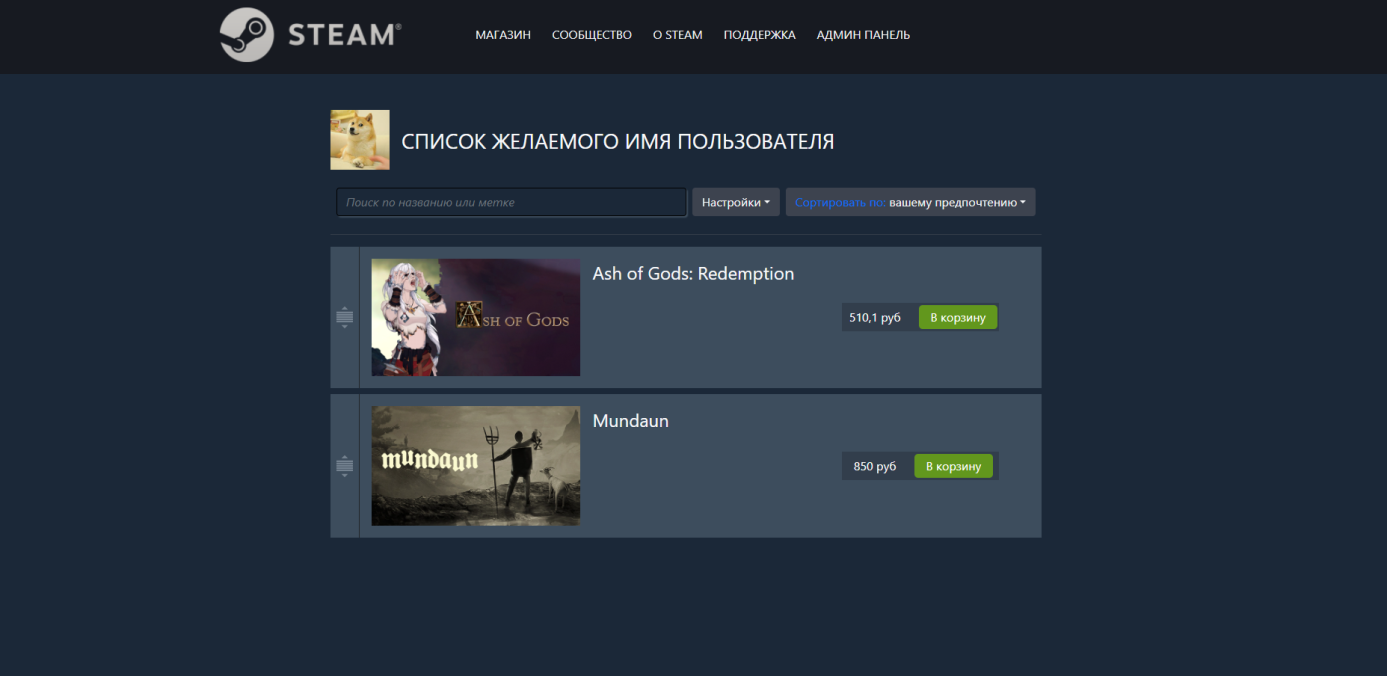 STEAM®
МАГАЗИН СООБЩЕСТВО О STEAM ПОДДЕРЖКА АДМИН ПАНЕЛЬ
СПИСОК ЖЕЛАЕМОГО ИМЯ ПОЛЬЗОВАТЕЛЯ
Поиск по названию или метке Настройки Сортировать по: вашему предпочтению
Ash of Gods: Redemption
ASH OF GODS
510,1 руб В корзину
Mundaun
mundaun
850 руб В корзину